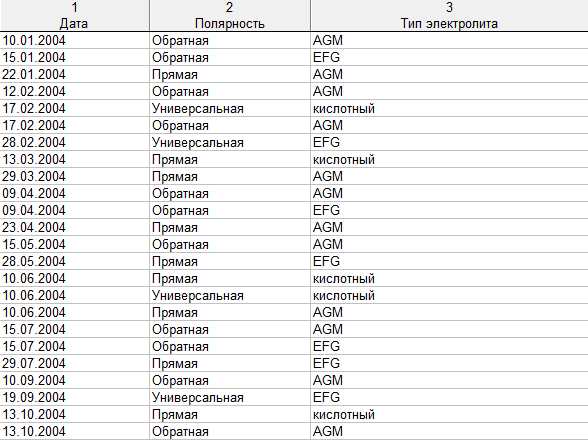 1 2 3
Дата Полярность Тип электролита
10.01.2004 Обратная AGM
15.01.2004 Обратная EFG
22.01.2004 Прямая AGM
12.02.2004 Обратная AGM
17.02.2004 Универсальная кислотный
17.02.2004 Обратная AGM
28.02.2004 Универсальная EFG
13.03.2004 Прямая кислотный
29.03.2004 Прямая AGM
09.04.2004 Обратная AGM
09.04.2004 Обратная EFG
23.04.2004 Прямая AGM
15.05.2004 Обратная AGM
28.05.2004 Прямая EFG
10.06.2004 Прямая кислотный
10.06.2004 Универсальная кислотный
10.06.2004 Прямая AGM
15.07.2004 Обратная AGM
15.07.2004 Обратная EFG
29.07.2004 Прямая EFG
10.09.2004 Обратная AGM
19.09.2004 Универсальная EFG
13.10.2004 Прямая кислотный
13.10.2004 Обратная AGM